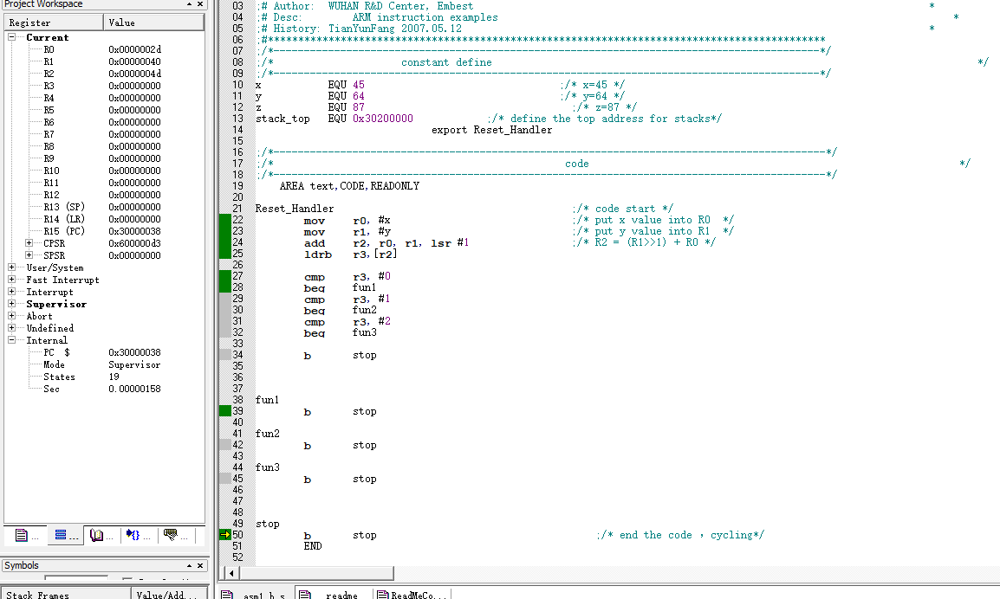 Project Workspace
Register Value
Current
R0 0x0000002d
R1 0x00000040
R2 0x0000004d
R3 0x00000000
R4 0x00000000
R5 0x00000000
R6 0x00000000
R7 0x00000000
R8 0x00000000
R9 0x00000000
R10 0x00000000
R11 0x00000000
R12 0x00000000
R13 (SP) 0x00000000
R14 (LR) 0x00000000
R15 (PC) 0x30000038
CPSR 0x600000d3
SPSR 0x00000000
User/System
Fast Interrupt
Interrupt
Supervisor
Abort
Undefined
Internal
PC $ 0x30000038
Mode Supervisor
States 19
Sec 0.00000158
... ... ... {} ... ...
Symbols
Stack Frames Value/Add...
03 ;# Author: WUHAN R&D Center, Embest *
04 ;# Desc: ARM instruction examples *
05 ;# History: TianYunFang 2007.05.12 *
06 ;#********************************************************************************************
07 ;/*------------------------------------------------------------------------------------------*/
08 ;/* constant define */
09 ;/*------------------------------------------------------------------------------------------*/
10 x EQU 45 ;/* x=45 */
11 y EQU 64 ;/* y=64 */
12 z EQU 87 ;/* z=87 */
13 stack_top EQU 0x30200000 ;/* define the top address for stacks*/
14 export Reset_Handler
15
16 ;/*-------------------------------------------------------------------------------------------*/
17 ;/* code */
18 ;/*-------------------------------------------------------------------------------------------*/
19 AREA text,CODE,READONLY
20
21 Reset_Handler ;/* code start */
22 mov r0, #x ;/* put x value into R0 */
23 mov r1, #y ;/* put y value into R1 */
24 add r2, r0, r1, lsr #1 ;/* R2 = (R1>>1) + R0 */
25 ldrb r3,[r2]
26
27 cmp r3, #0
28 beq fun1
29 cmp r3, #1
30 beq fun2
31 cmp r3, #2
32 beq fun3
33
34 b stop
35
36
37
38 fun1
39 b stop
40
41 fun2
42 b stop
43
44 fun3
45 b stop
46
47
48
49 stop
50 b stop ;/* end the code ，cycling*/
51 END
52
asm1_b.s readme ReadMeCo...